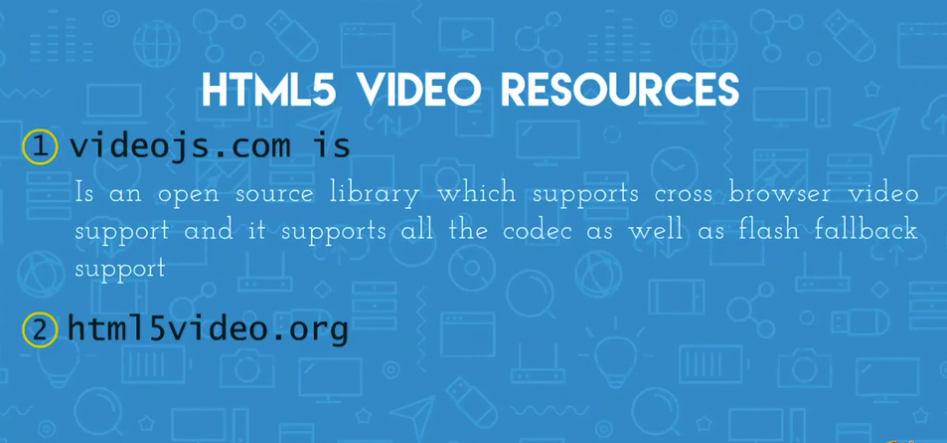 HTML5 VIDEO RESOURCES
1 videojs.com is
Is an open source library which supports cross browser video
support and it supports all the codec as well as flash fallback
support
2 html5video.org